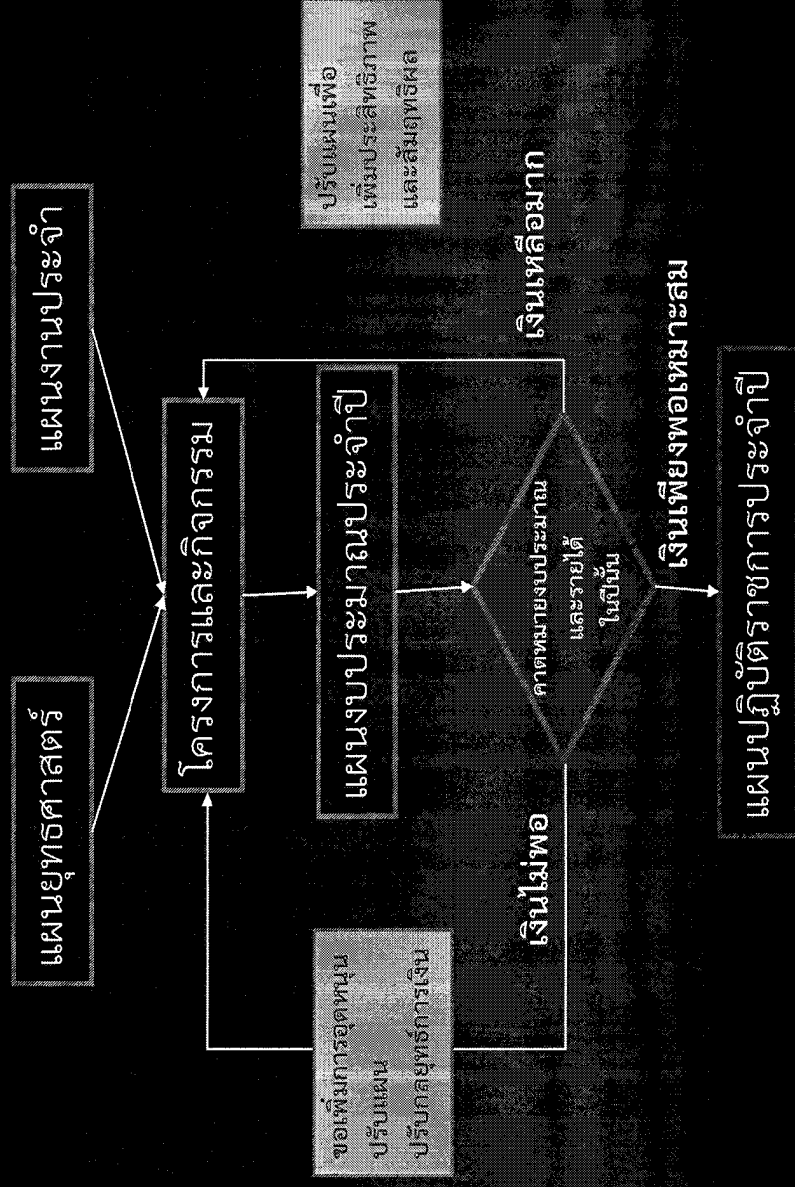 แผนยุทธศาสตร์
แผนงานประจำ
โครงการและกิจกรรม
แผนงบประมาณประจำปี
ขอเพิ่มการอุดหนุน
ปรับแผน
ปรับกลยุทธ์การเงิน
ปรับแผนเพื่อ
เพิ่มประสิทธิภาพ
และสัมฤทธิผล
คาดหมายงบประมาณ
และรายได้
ในปีนั้น
เงินไม่พอ
เงินเหลือมาก
เงินเพียงพอเหมาะสม
แผนปฏิบัติราชการประจำปี